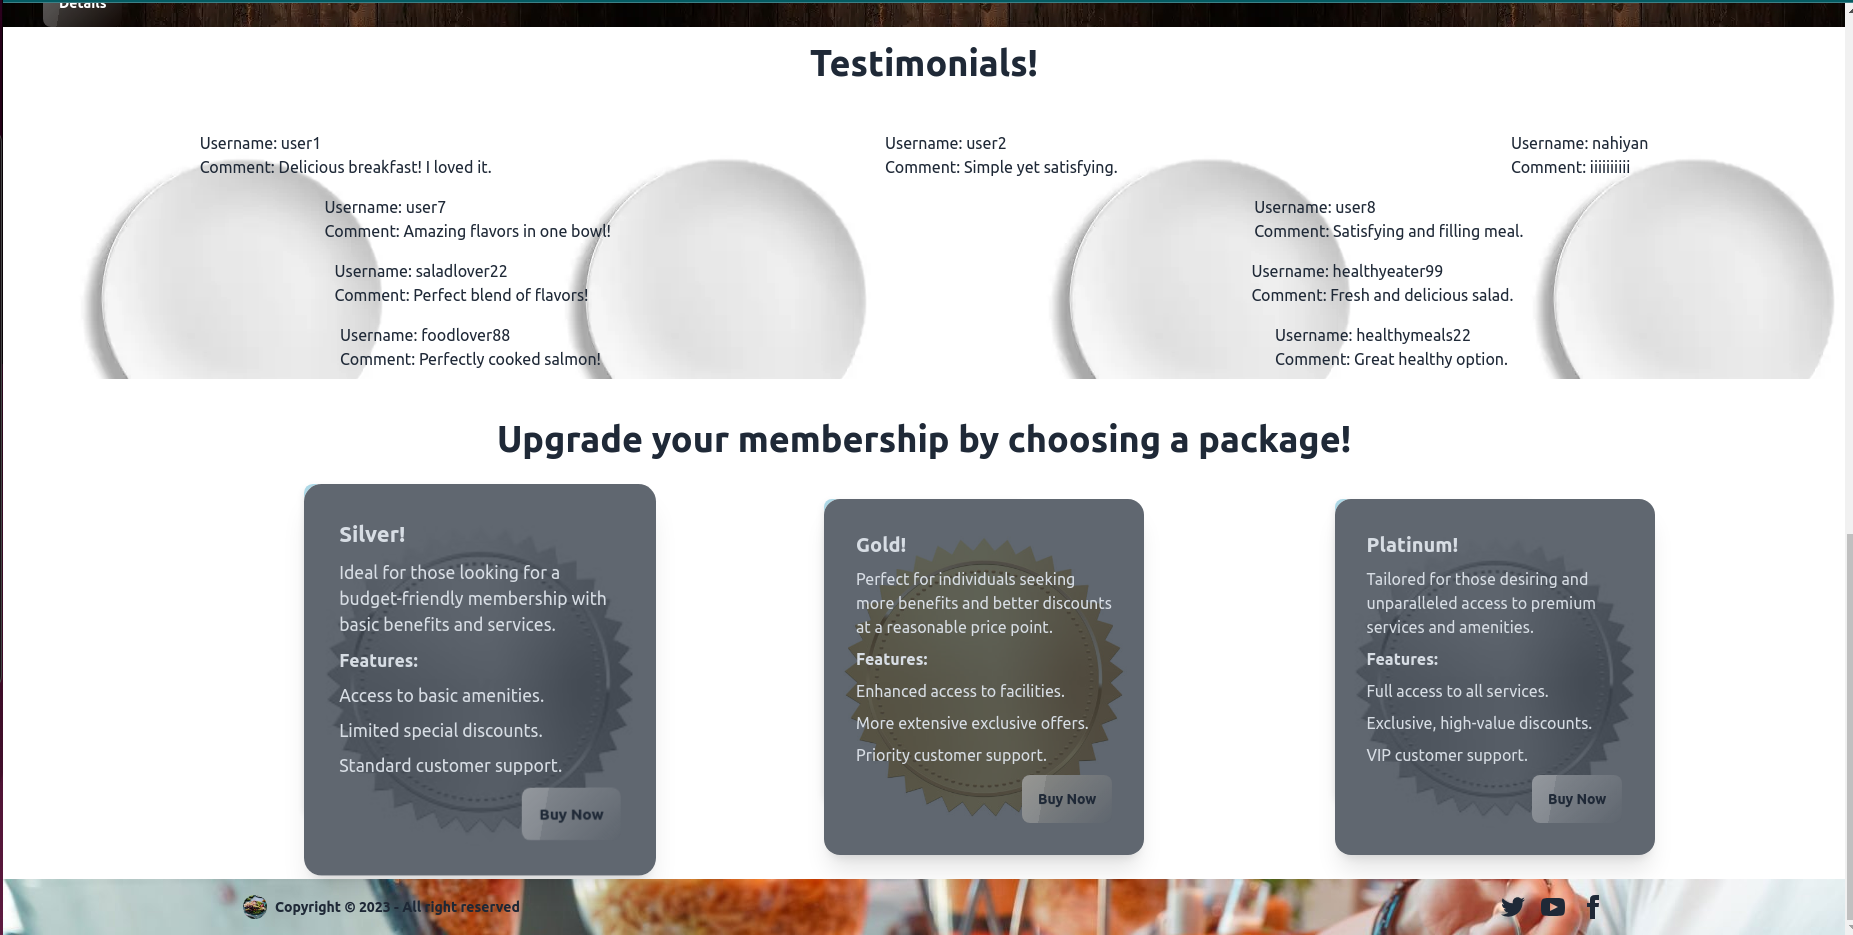 Details
Testimonials!
Username: user1
Comment: Delicious breakfast! I loved it.
Username: user2
Comment: Simple yet satisfying.
Username: nahiyan
Comment: iiiiiiiiii
Username: user7
Comment: Amazing flavors in one bowl!
Username: user8
Comment: Satisfying and filling meal.
Username: saladlover22
Comment: Perfect blend of flavors!
Username: healthyeater99
Comment: Fresh and delicious salad.
Username: foodlover88
Comment: Perfectly cooked salmon!
Username: healthymeals22
Comment: Great healthy option.
Upgrade your membership by choosing a package!
Silver!
Ideal for those looking for a
budget-friendly membership with
basic benefits and services.
Features:
Access to basic amenities.
Limited special discounts.
Standard customer support.
Buy Now
Gold!
Perfect for individuals seeking
more benefits and better discounts
at a reasonable price point.
Features:
Enhanced access to facilities.
More extensive exclusive offers.
Priority customer support.
Buy Now
Platinum!
Tailored for those desiring and
unparalleled access to premium
services and amenities.
Features:
Full access to all services.
Exclusive, high-value discounts.
VIP customer support.
Buy Now
Copyright © 2023 - All right reserved